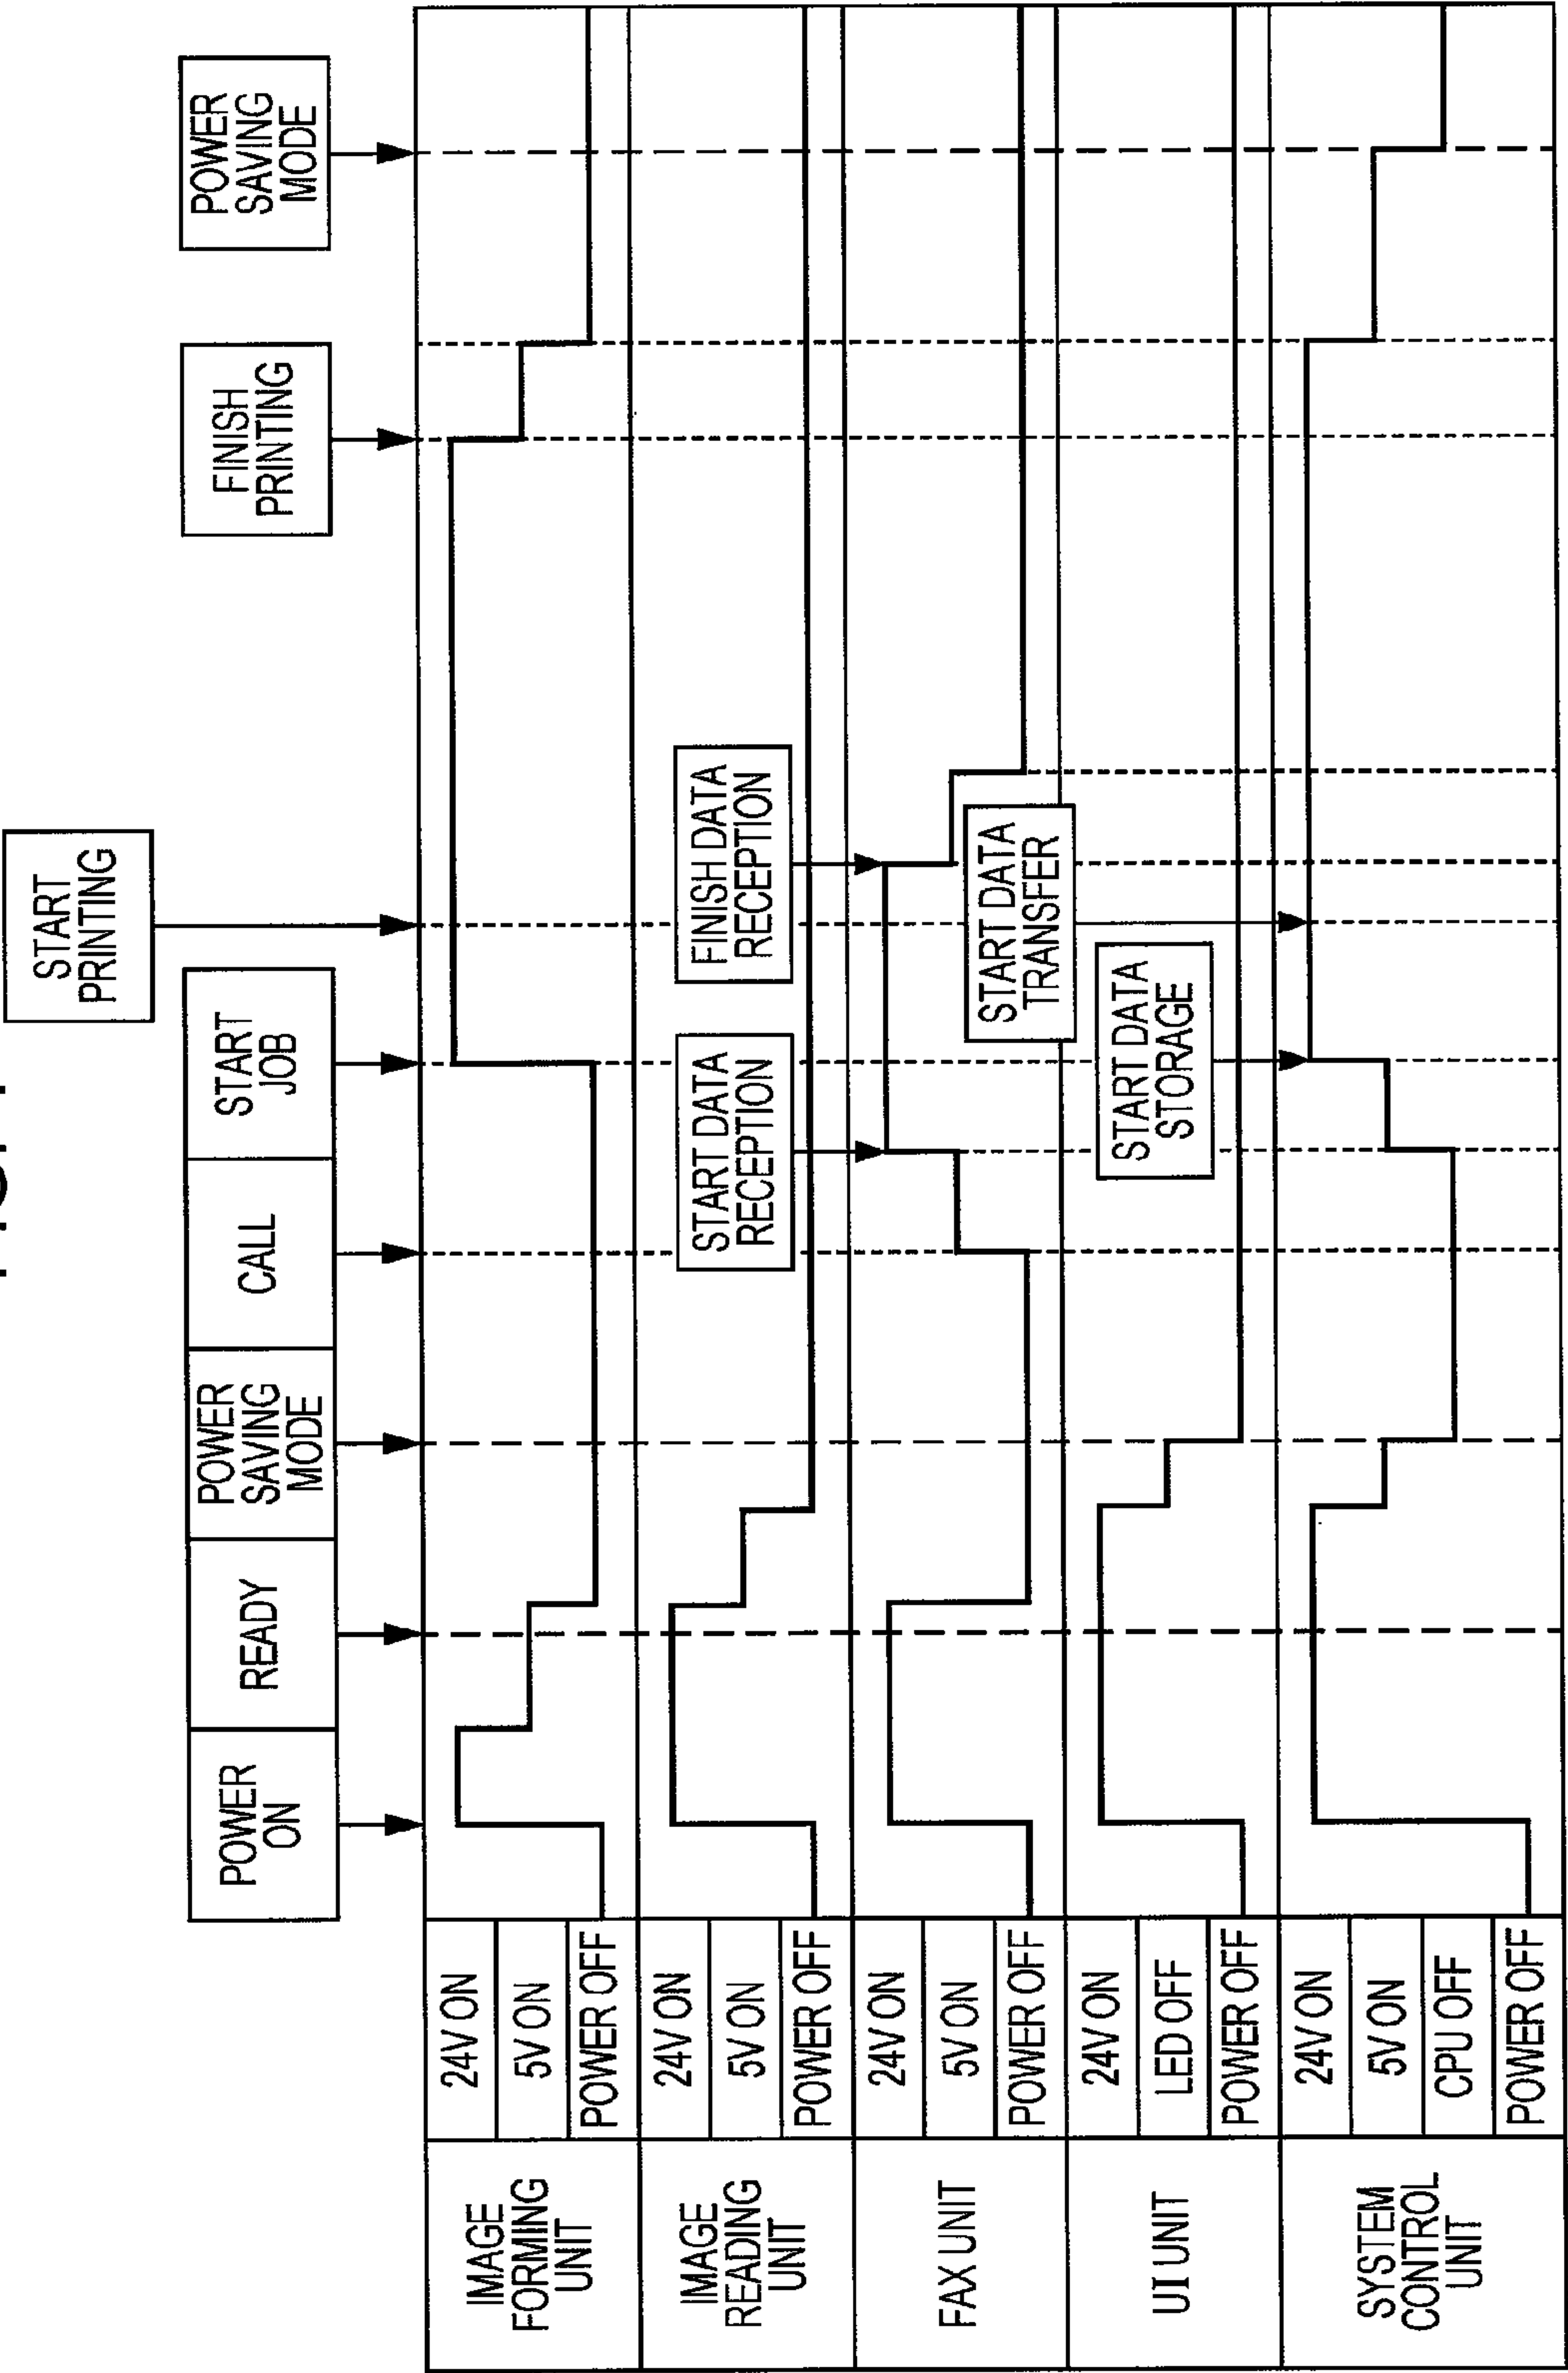 START
PRINTING
POWER
ON
READY
POWER
SAVING
MODE
CALL
START
JOB
FINISH
PRINTING
POWER
SAVING
MODE
IMAGE
FORMING
UNIT
24V ON
5V ON
POWER OFF
IMAGE
READING
UNIT
24V ON
5V ON
POWER OFF
START DATA
RECEPTION
FINISH DATA
RECEPTION
FAX UNIT
24V ON
5V ON
POWER OFF
START DATA
TRANSFER
UI UNIT
24V ON
LED OFF
POWER OFF
START DATA
STORAGE
SYSTEM
CONTROL
UNIT
24V ON
5V ON
CPU OFF
POWER OFF